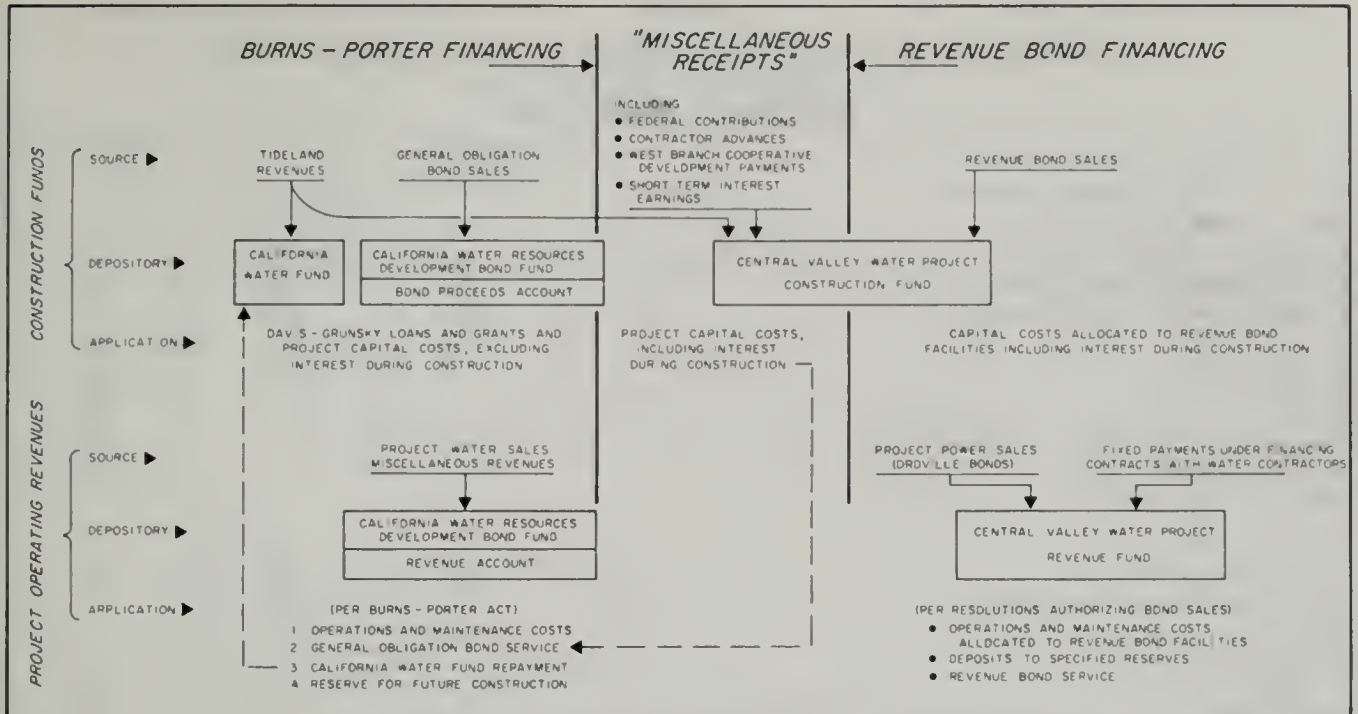 BURNS - PORTER FINANCING
"MISCELLANEOUS
RECEIPTS"
REVENUE BOND FINANCING
CONSTRUCTION FUNDS
SOURCE
TIDELAND
REVENUES
GENERAL OBLIGATION
BOND SALES
INCLUDING
• FEDERAL CONTRIBUTIONS
• CONTRACTOR ADVANCES
• WEST BRANCH COOPERATIVE
DEVELOPMENT PAYMENTS
• SHORT TERM INTEREST
EARNINGS
REVENUE BOND SALES
DEPOSITORY
CALIFORNIA
WATER FUND
CALIFORNIA WATER RESOURCES
DEVELOPMENT BOND FUND
BOND PROCEEDS ACCOUNT
CENTRAL VALLEY WATER PROJECT
CONSTRUCTION FUND
APPLICATION
DAVIS - GRUNSKY LOANS AND GRANTS AND
PROJECT CAPITAL COSTS, EXCLUDING
INTEREST DURING CONSTRUCTION
PROJECT CAPITAL COSTS,
INCLUDING INTEREST
DURING CONSTRUCTION
CAPITAL COSTS ALLOCATED TO REVENUE BOND
FACILITIES INCLUDING INTEREST DURING CONSTRUCTION
PROJECT OPERATING REVENUES
SOURCE
PROJECT WATER SALES
MISCELLANEOUS REVENUES
PROJECT POWER SALES
(OROVILLE BONDS)
FIXED PAYMENTS UNDER FINANCING
CONTRACTS WITH WATER CONTRACTORS
DEPOSITORY
CALIFORNIA WATER RESOURCES
DEVELOPMENT BOND FUND
REVENUE ACCOUNT
CENTRAL VALLEY WATER PROJECT
REVENUE FUND
APPLICATION
(PER BURNS - PORTER ACT)
1 OPERATIONS AND MAINTENANCE COSTS
2 GENERAL OBLIGATION BOND SERVICE
3 CALIFORNIA WATER FUND REPAYMENT
4 RESERVE FOR FUTURE CONSTRUCTION
(PER RESOLUTIONS AUTHORIZING BOND SALES)
• OPERATIONS AND MAINTENANCE COSTS
ALLOCATED TO REVENUE BOND FACILITIES
• DEPOSITS TO SPECIFIED RESERVES
• REVENUE BOND SERVICE